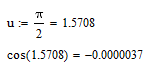 u := π/2 = 1.5708
cos(1.5708) = −0.0000037